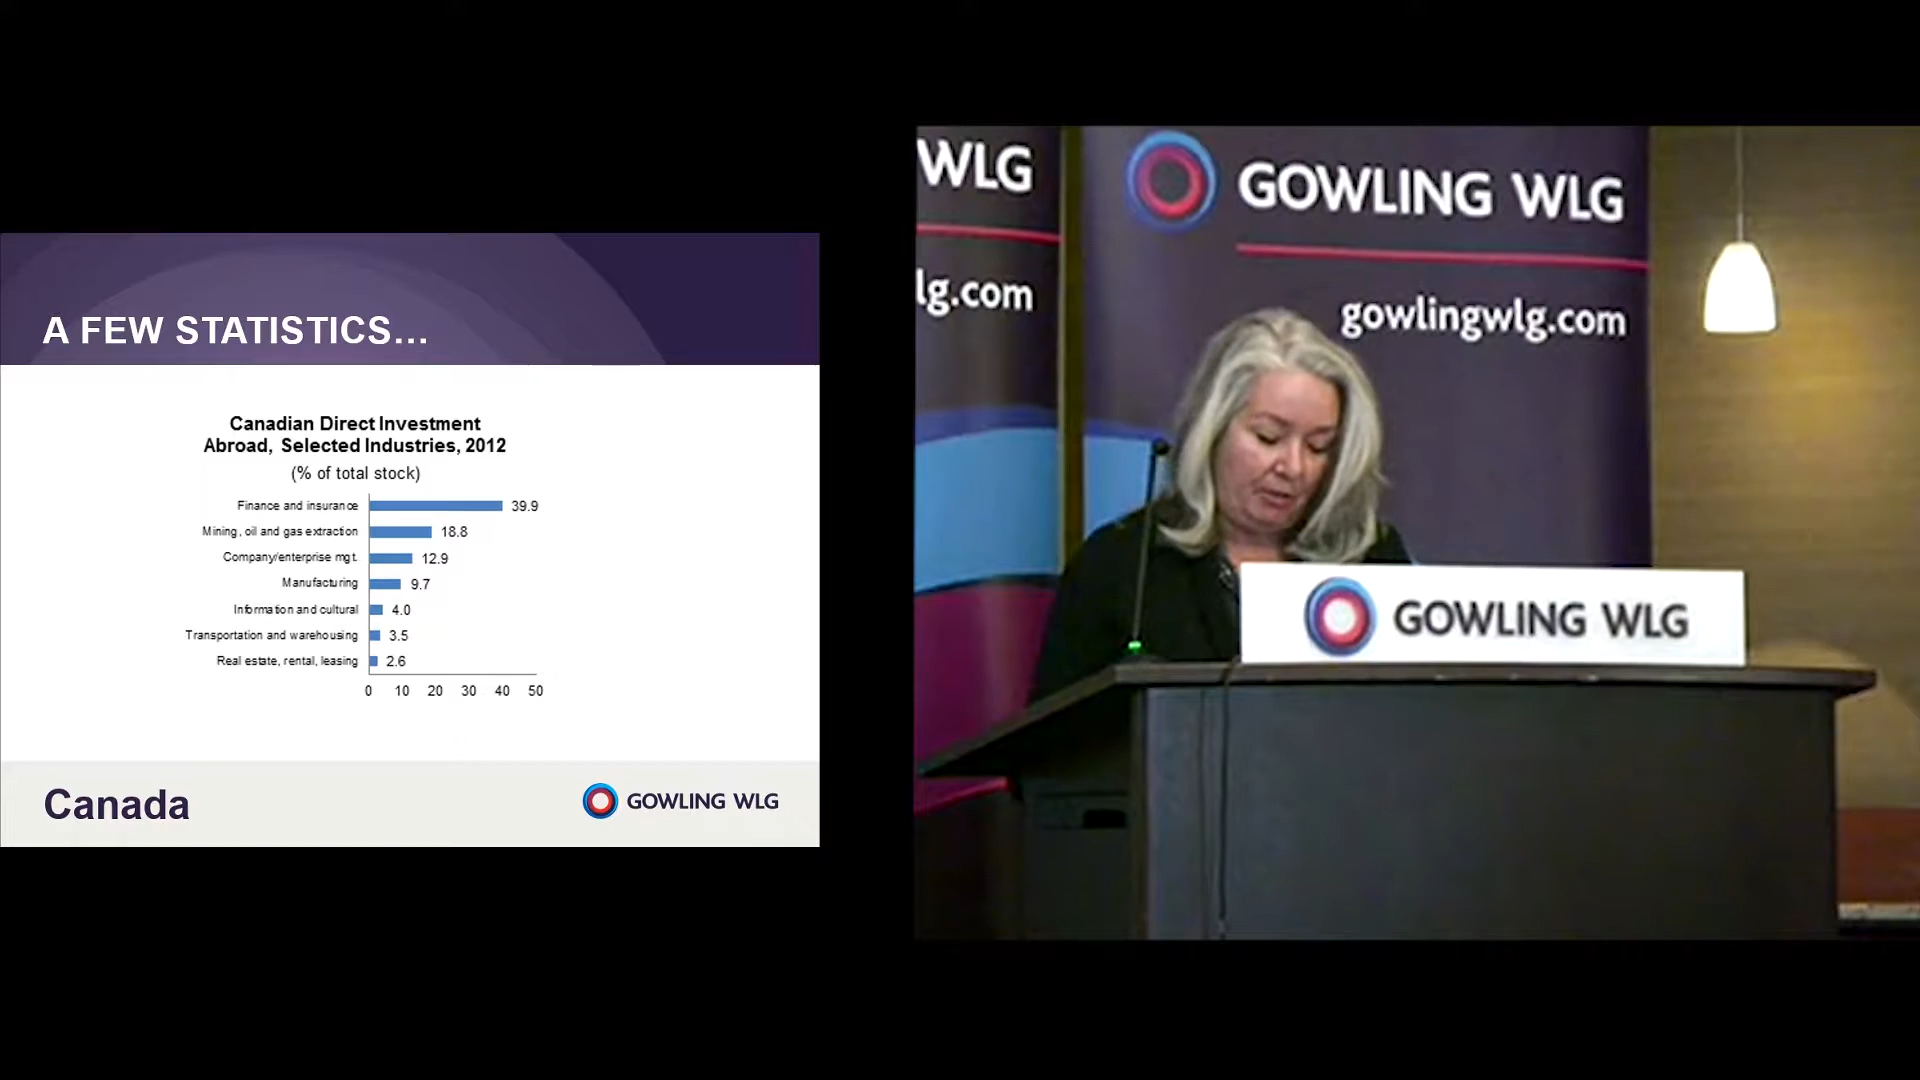 A FEW STATISTICS...
Canadian Direct Investment
Abroad, Selected Industries, 2012
(% of total stock)
Finance and insurance 39.9
Mining, oil and gas extraction 18.8
Company/enterprise mgt. 12.9
Manufacturing 9.7
Information and cultural 4.0
Transportation and warehousing 3.5
Real estate, rental, leasing 2.6
0 10 20 30 40 50
Canada
GOWLING WLG
WLG
lg.com
GOWLING WLG
gowlingwlg.com
GOWLING WLG